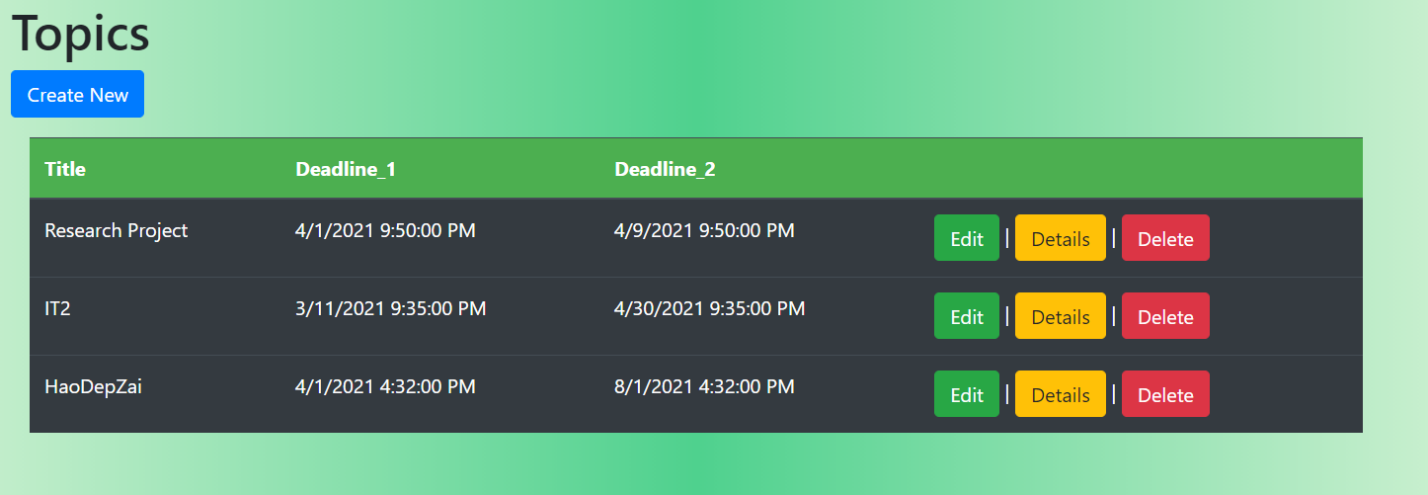 Topics
Create New
Title Deadline_1 Deadline_2
Research Project 4/1/2021 9:50:00 PM 4/9/2021 9:50:00 PM Edit | Details | Delete
IT2 3/11/2021 9:35:00 PM 4/30/2021 9:35:00 PM Edit | Details | Delete
HaoDepZai 4/1/2021 4:32:00 PM 8/1/2021 4:32:00 PM Edit | Details | Delete